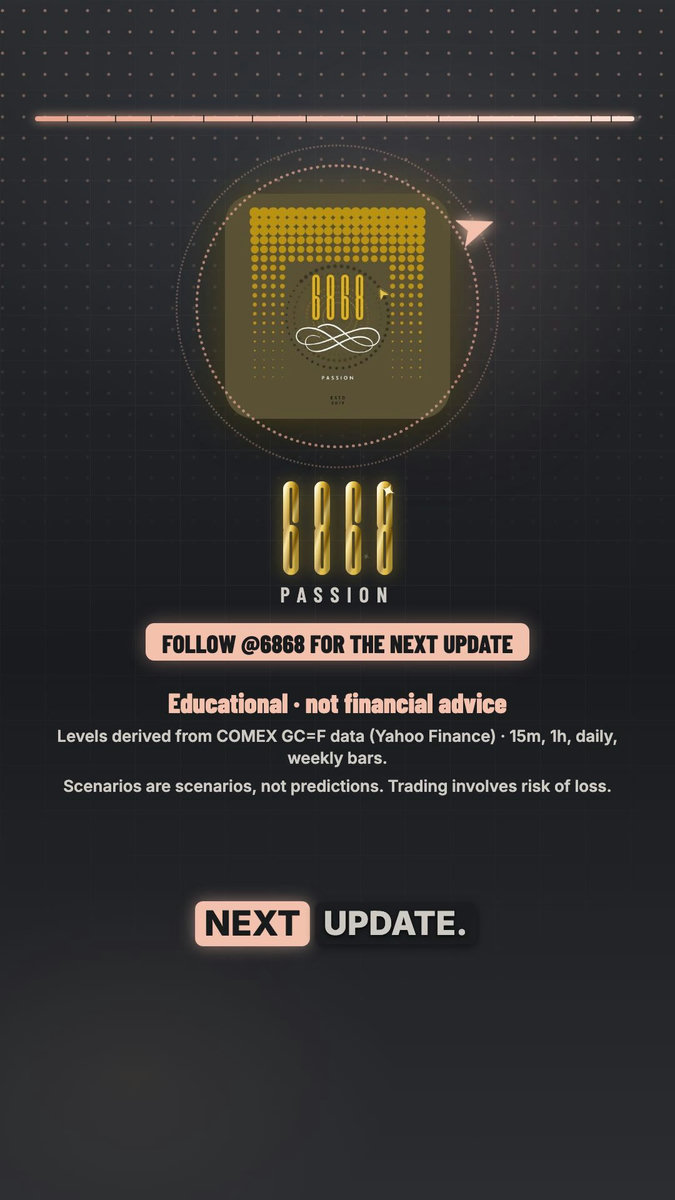 6868
PASSION
ESTD
2019
6868
PASSION
FOLLOW @6868 FOR THE NEXT UPDATE
Educational · not financial advice
Levels derived from COMEX GC=F data (Yahoo Finance) · 15m, 1h, daily,
weekly bars.
Scenarios are scenarios, not predictions. Trading involves risk of loss.
NEXT UPDATE.